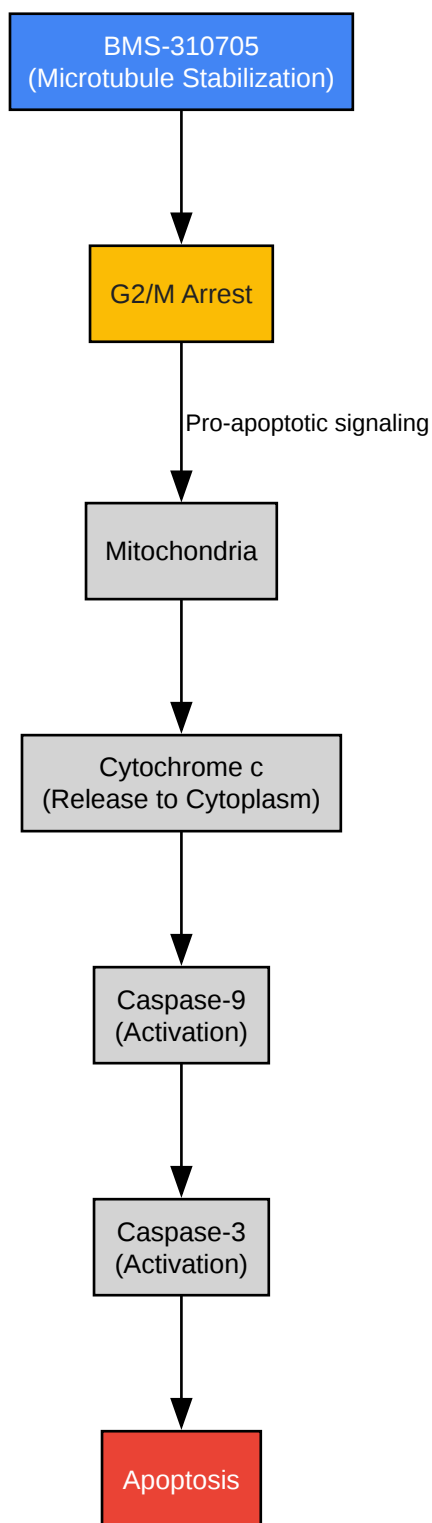 BMS-310705
(Microtubule Stabilization)
G2/M Arrest
Pro-apoptotic signaling
Mitochondria
Cytochrome c
(Release to Cytoplasm)
Caspase-9
(Activation)
Caspase-3
(Activation)
Apoptosis